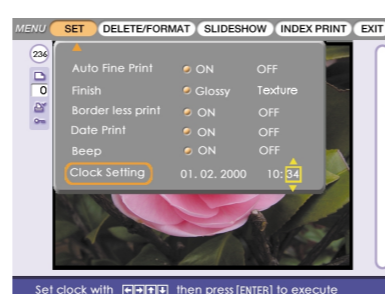 MENU SET DELETE/FORMAT SLIDESHOW INDEX PRINT EXIT
236
0
Auto Fine Print ON OFF
Finish Glossy Texture
Border less print ON OFF
Date Print ON OFF
Beep ON OFF
Clock Setting 01. 02. 2000 10: 34
Set clock with ←→↑↓ then press [ENTER] to execute